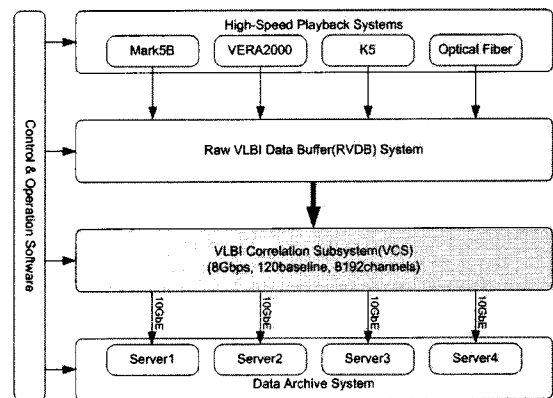 High-Speed Playback Systems
Mark5B
VERA2000
K5
Optical Fiber
Control & Operation Software
Raw VLBI Data Buffer(RVDB) System
VLBI Correlation Subsystem(VCS)
(8Gbps, 120baseline, 8192channels)
10GbE
10GbE
10GbE
10GbE
Server1
Server2
Server3
Server4
Data Archive System